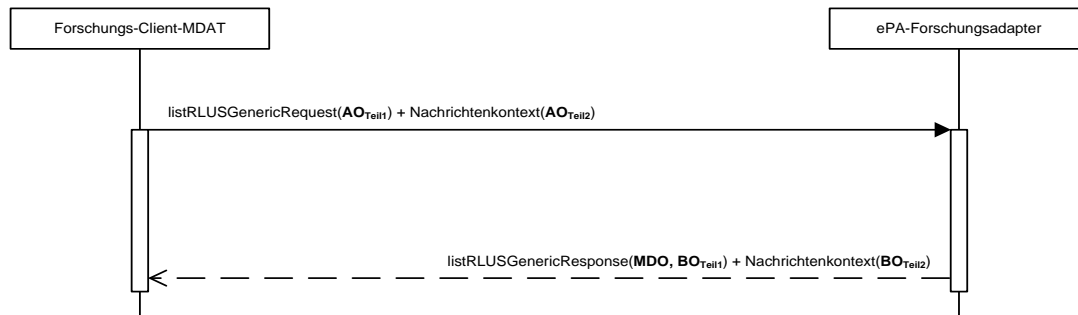 Forschungs-Client-MDAT
ePA-Forschungsadapter
listRLUSGenericRequest(AOTeil1) + Nachrichtenkontext(AOTeil2)
listRLUSGenericResponse(MDO, BOTeil1) + Nachrichtenkontext(BOTeil2)